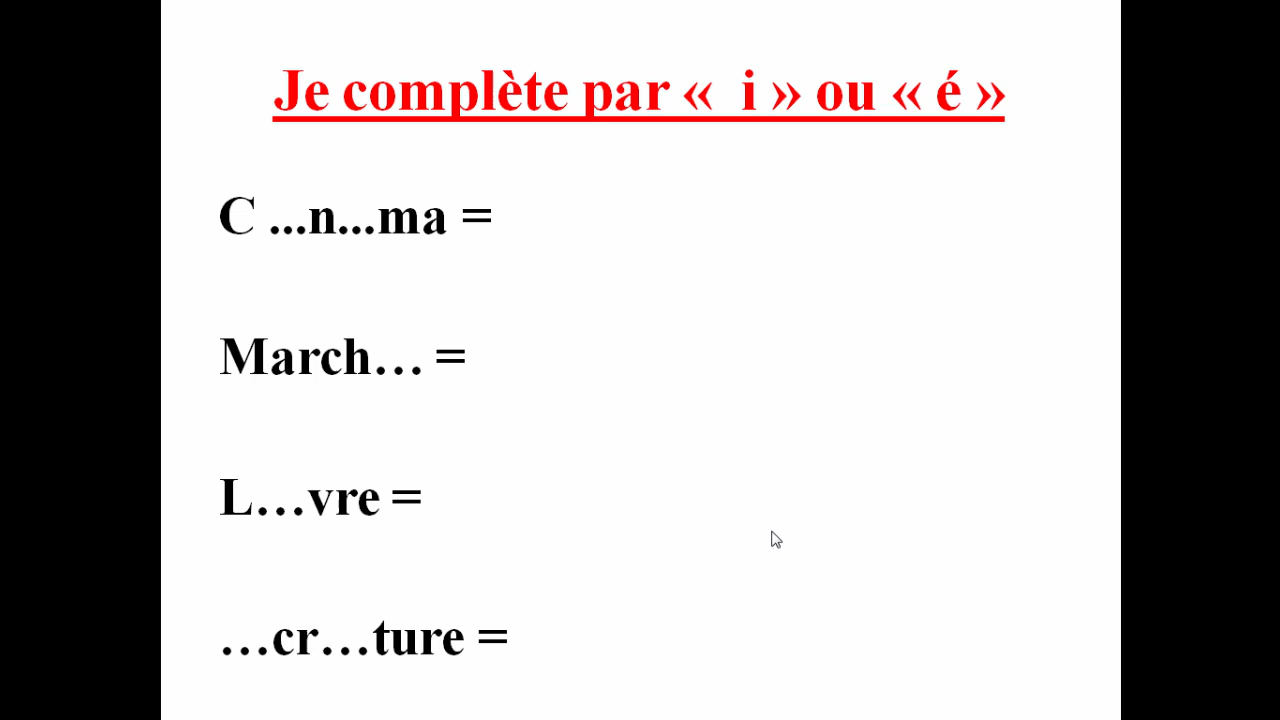 Je complète par «  i » ou « é »
C ...n...ma =
March… =
L…vre =
…cr…ture =